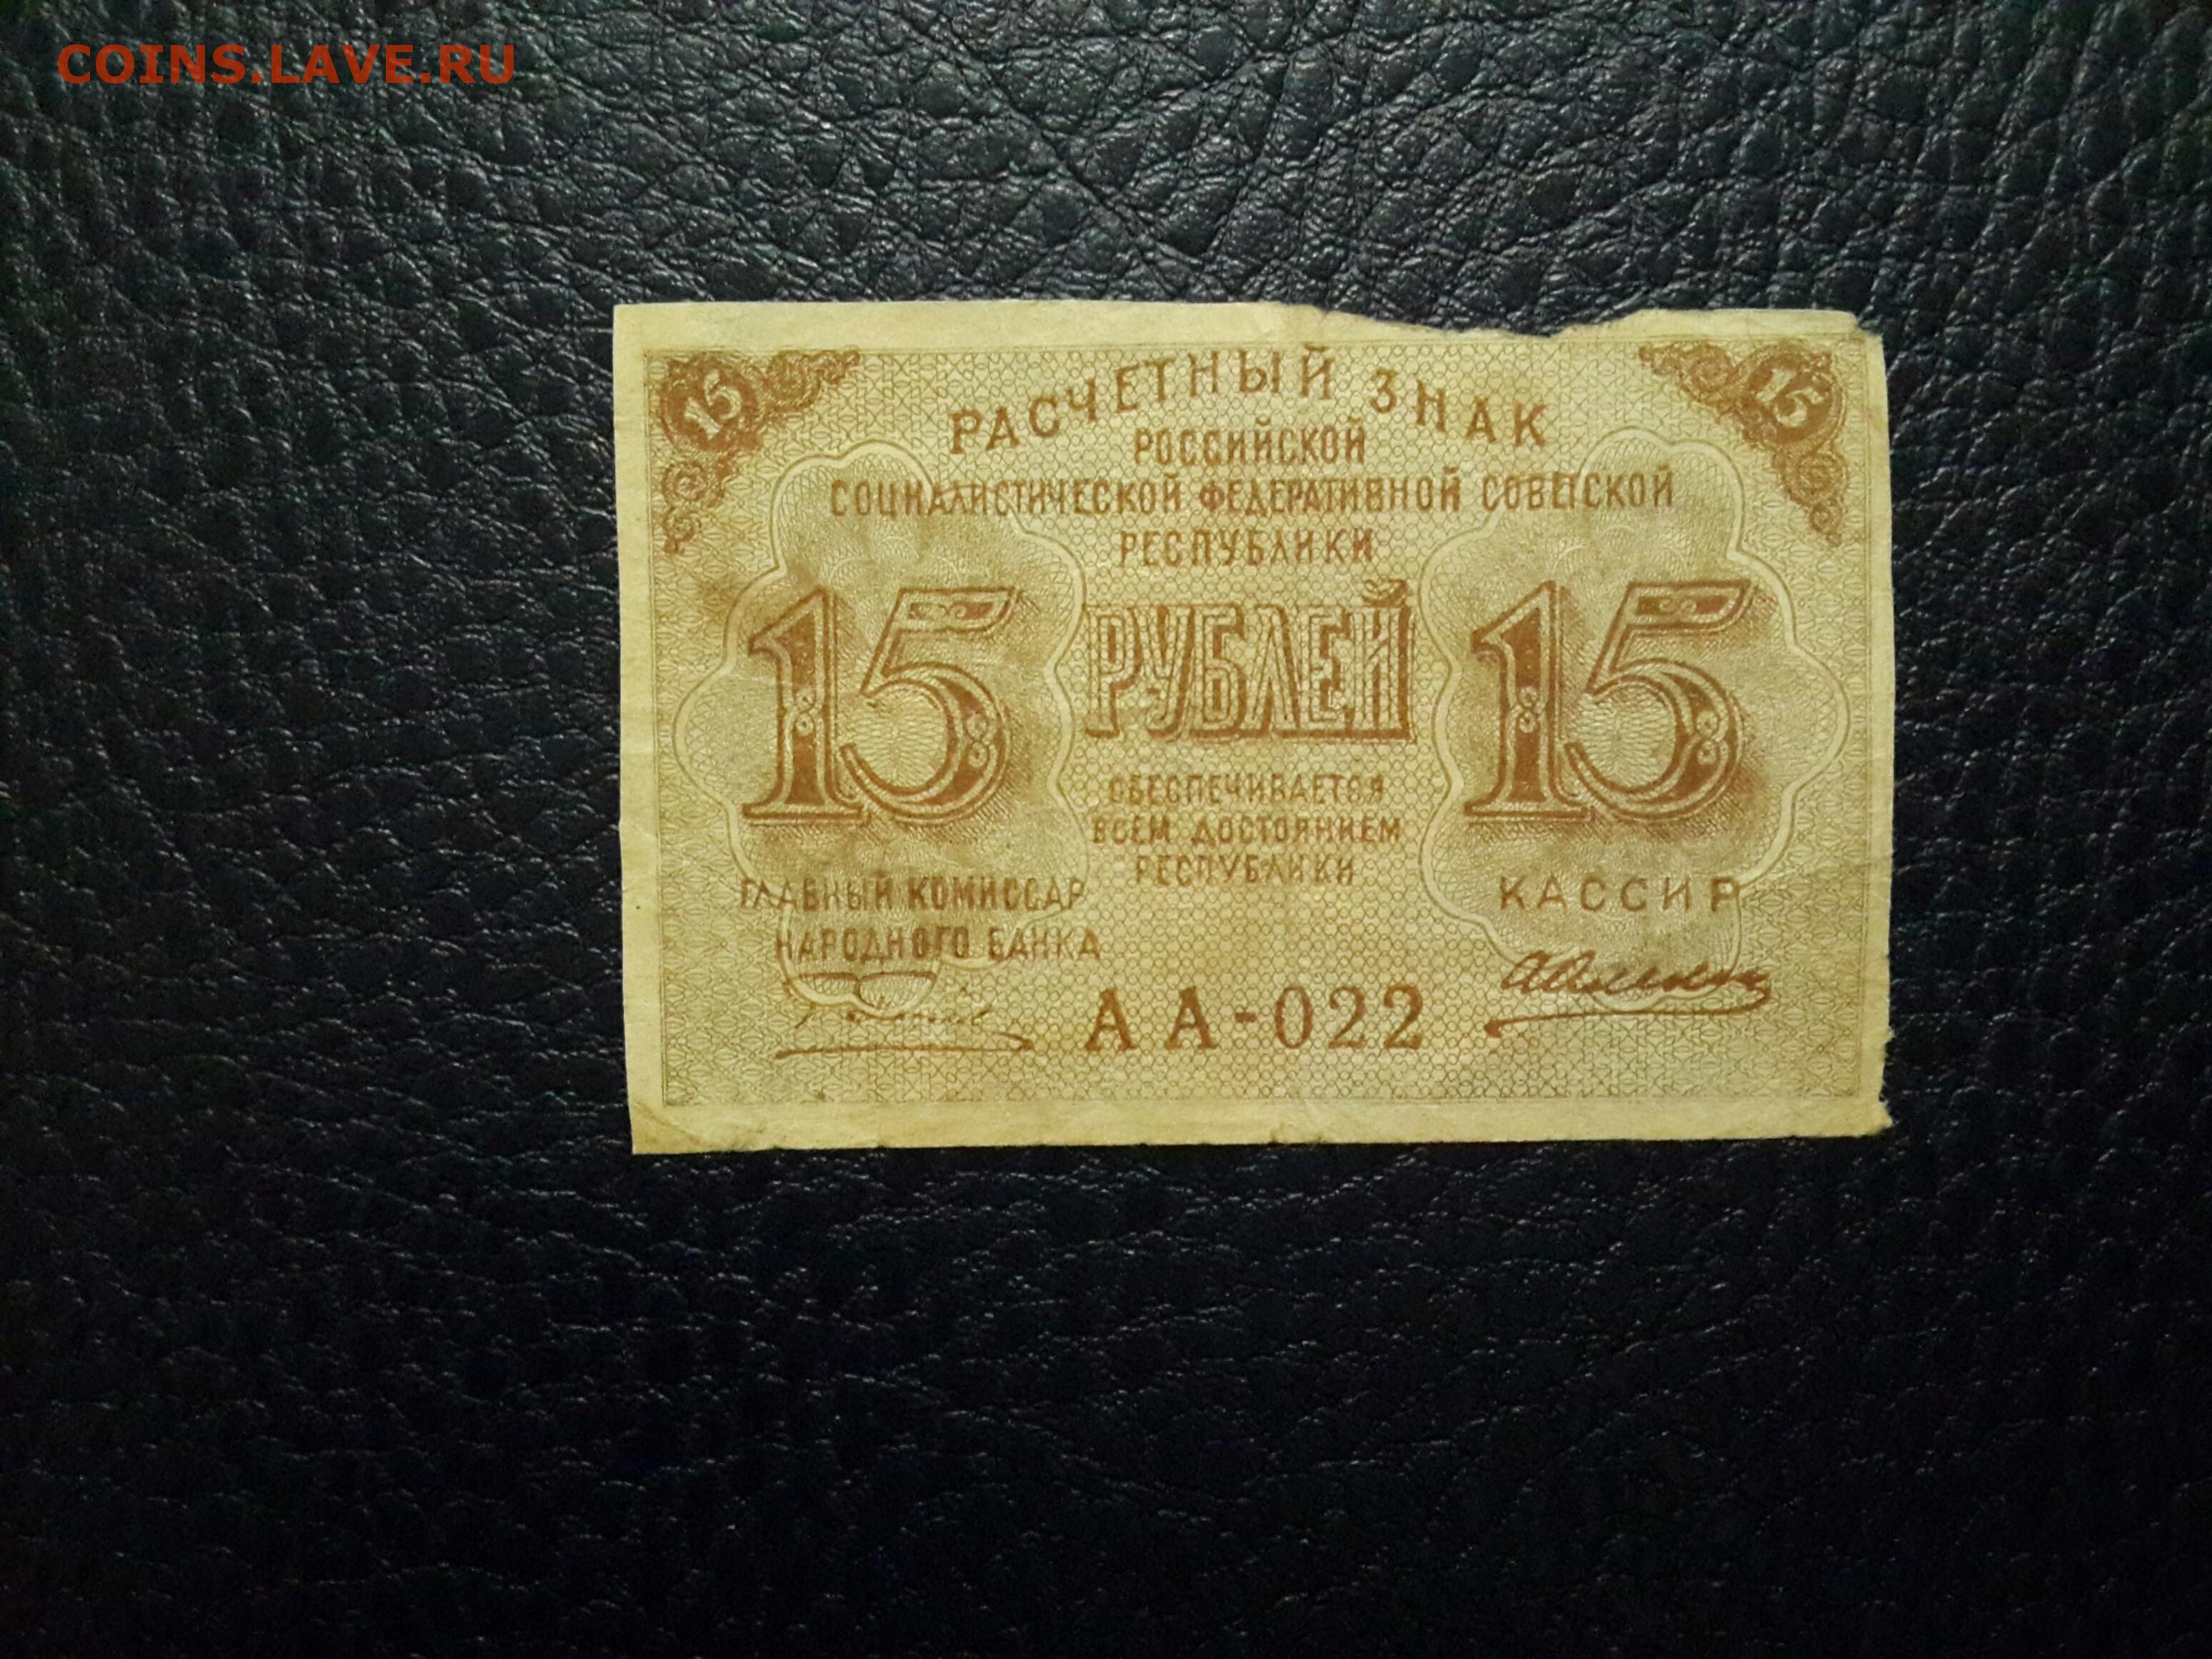 COINS.LAVE.RU
15
15
РАСЧЕТНЫЙ ЗНАК
РОССИЙСКОЙ
СОЦИАЛИСТИЧЕСКОЙ ФЕДЕРАТИВНОЙ СОВЕТСКОЙ
РЕСПУБЛИКИ
15 РУБЛЕЙ 15
ОБЕСПЕЧИВАЕТСЯ
ВСЕМ ДОСТОЯНИЕМ
РЕСПУБЛИКИ
ГЛАВНЫЙ КОМИССАР
НАРОДНОГО БАНКА
КАССИР
АА-022